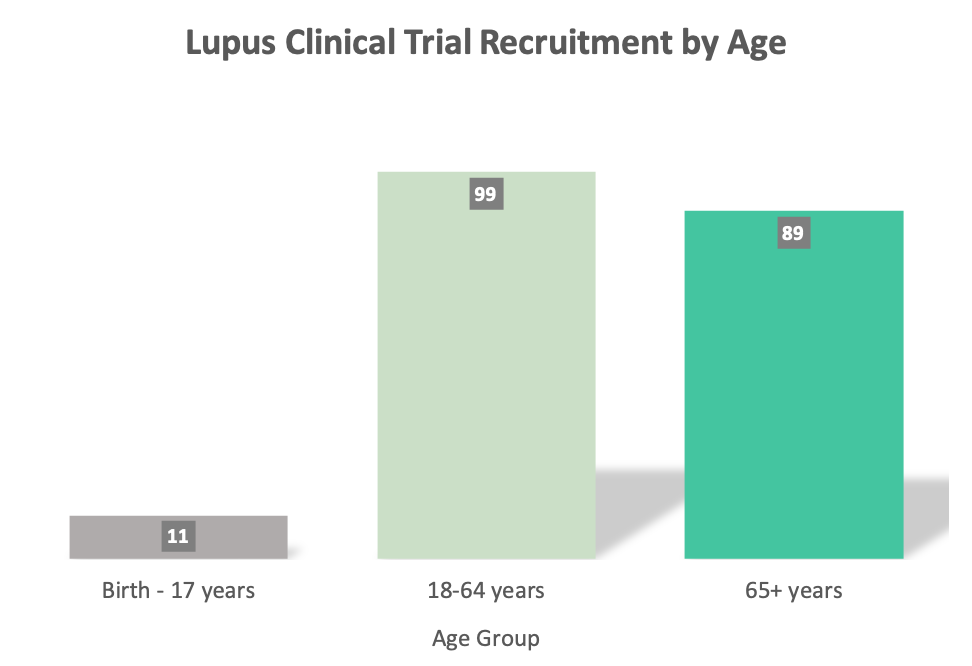 Lupus Clinical Trial Recruitment by Age
99
89
11
Birth - 17 years
18-64 years
65+ years
Age Group